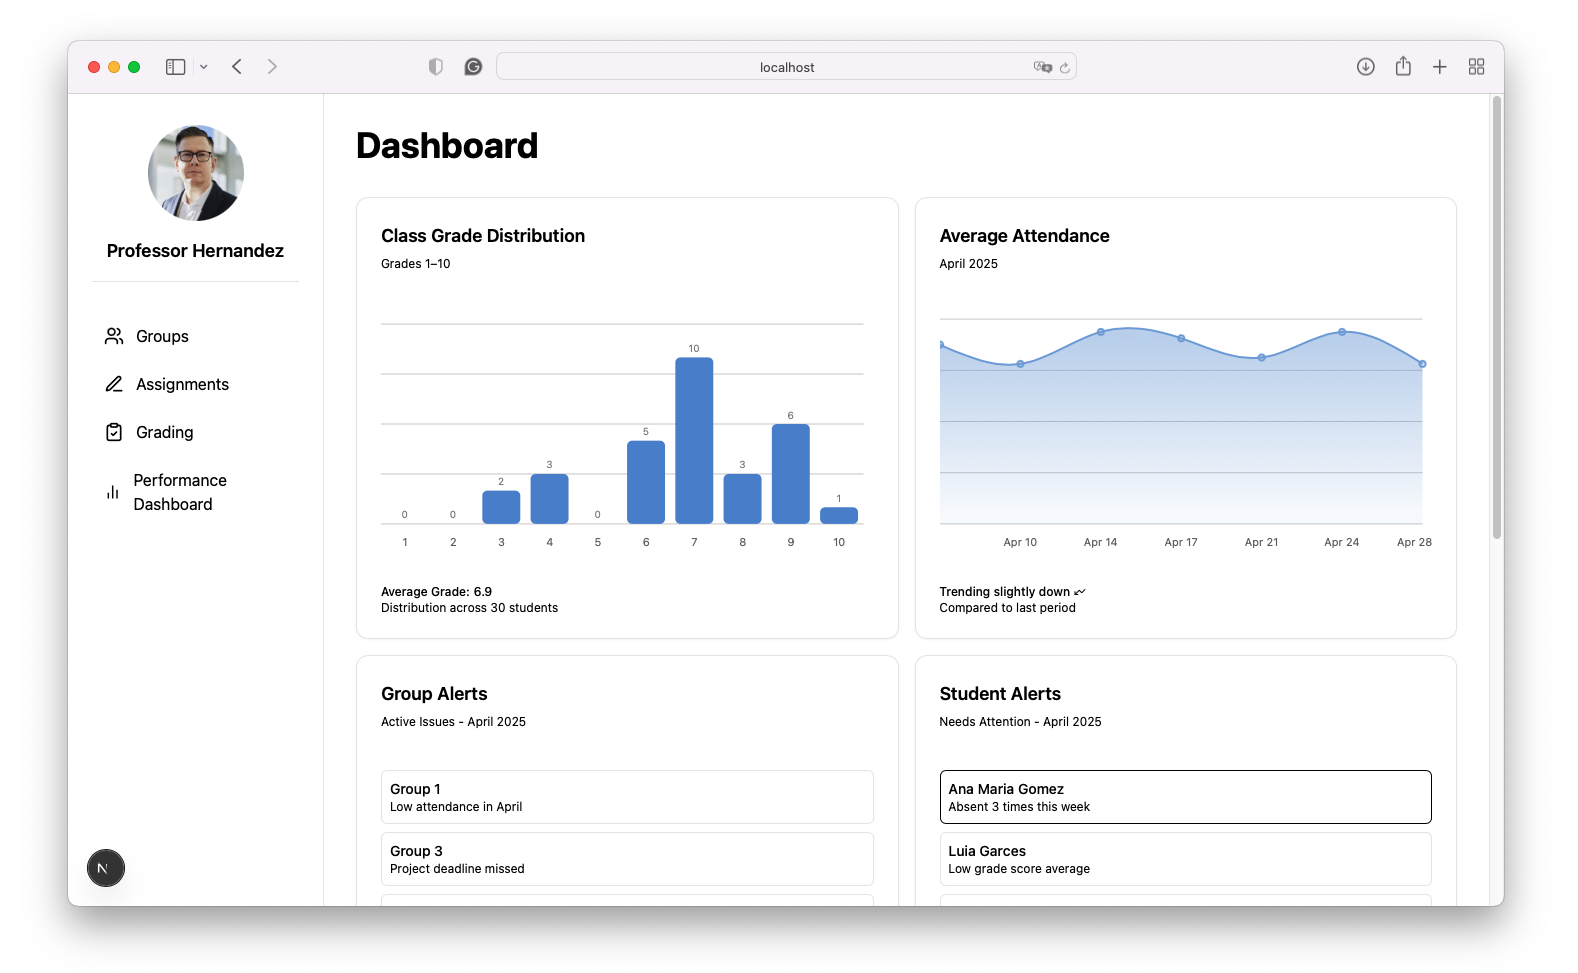 localhost
Professor Hernandez
Groups
Assignments
Grading
Performance
Dashboard
N
Dashboard
Class Grade Distribution
Grades 1–10
0 0 2 3 0 5 10 3 6 1
1 2 3 4 5 6 7 8 9 10
Average Grade: 6.9
Distribution across 30 students
Average Attendance
April 2025
Apr 10 Apr 14 Apr 17 Apr 21 Apr 24 Apr 28
Trending slightly down
Compared to last period
Group Alerts
Active Issues - April 2025
Group 1
Low attendance in April
Group 3
Project deadline missed
Student Alerts
Needs Attention - April 2025
Ana Maria Gomez
Absent 3 times this week
Luia Garces
Low grade score average